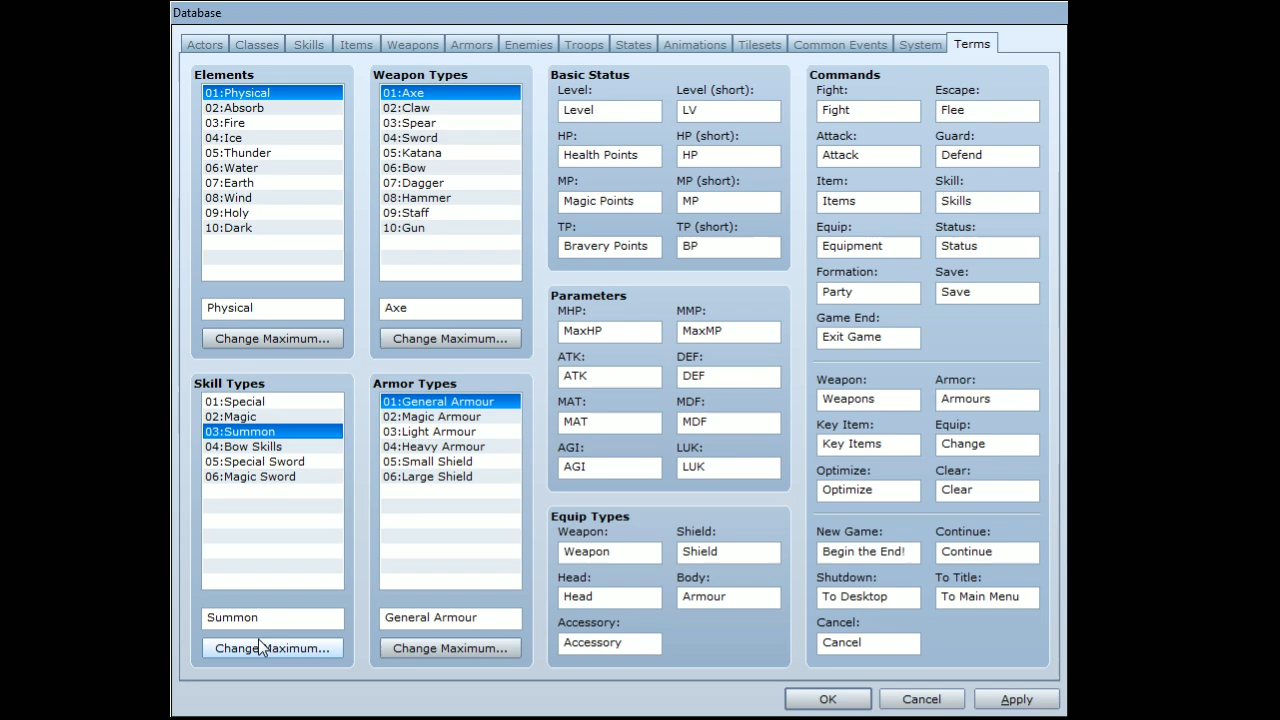 Database
Actors Classes Skills Items Weapons Armors Enemies Troops States Animations Tilesets Common Events System Terms
Elements
01:Physical
02:Absorb
03:Fire
04:Ice
05:Thunder
06:Water
07:Earth
08:Wind
09:Holy
10:Dark
Physical
Change Maximum...
Weapon Types
01:Axe
02:Claw
03:Spear
04:Sword
05:Katana
06:Bow
07:Dagger
08:Hammer
09:Staff
10:Gun
Axe
Change Maximum...
Skill Types
01:Special
02:Magic
03:Summon
04:Bow Skills
05:Special Sword
06:Magic Sword
Summon
Change Maximum...
Armor Types
01:General Armour
02:Magic Armour
03:Light Armour
04:Heavy Armour
05:Small Shield
06:Large Shield
General Armour
Change Maximum...
Basic Status
Level: Level (short):
Level LV
HP: HP (short):
Health Points HP
MP: MP (short):
Magic Points MP
TP: TP (short):
Bravery Points BP
Parameters
MHP: MMP:
MaxHP MaxMP
ATK: DEF:
ATK DEF
MAT: MDF:
MAT MDF
AGI: LUK:
AGI LUK
Equip Types
Weapon: Shield:
Weapon Shield
Head: Body:
Head Armour
Accessory:
Accessory
Commands
Fight: Escape:
Fight Flee
Attack: Guard:
Attack Defend
Item: Skill:
Items Skills
Equip: Status:
Equipment Status
Formation: Save:
Party Save
Game End:
Exit Game
Weapon: Armor:
Weapons Armours
Key Item: Equip:
Key Items Change
Optimize: Clear:
Optimize Clear
New Game: Continue:
Begin the End! Continue
Shutdown: To Title:
To Desktop To Main Menu
Cancel:
Cancel
OK Cancel Apply